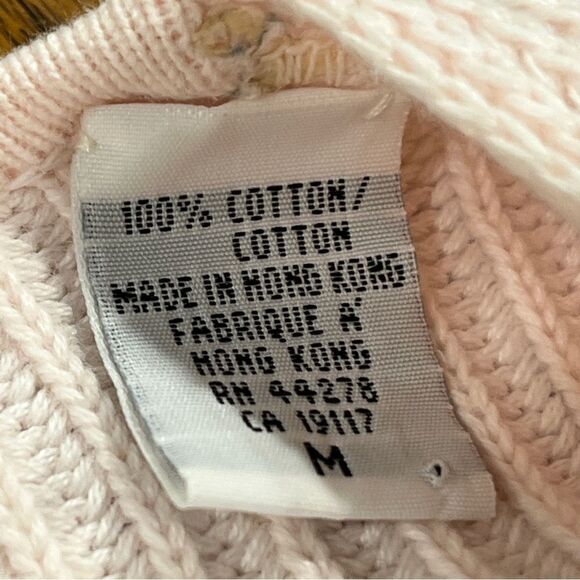 100% COTTON/
COTTON
MADE IN HONG KONG
FABRIQUE A'
HONG KONG
RN 44278
CA 19117
M